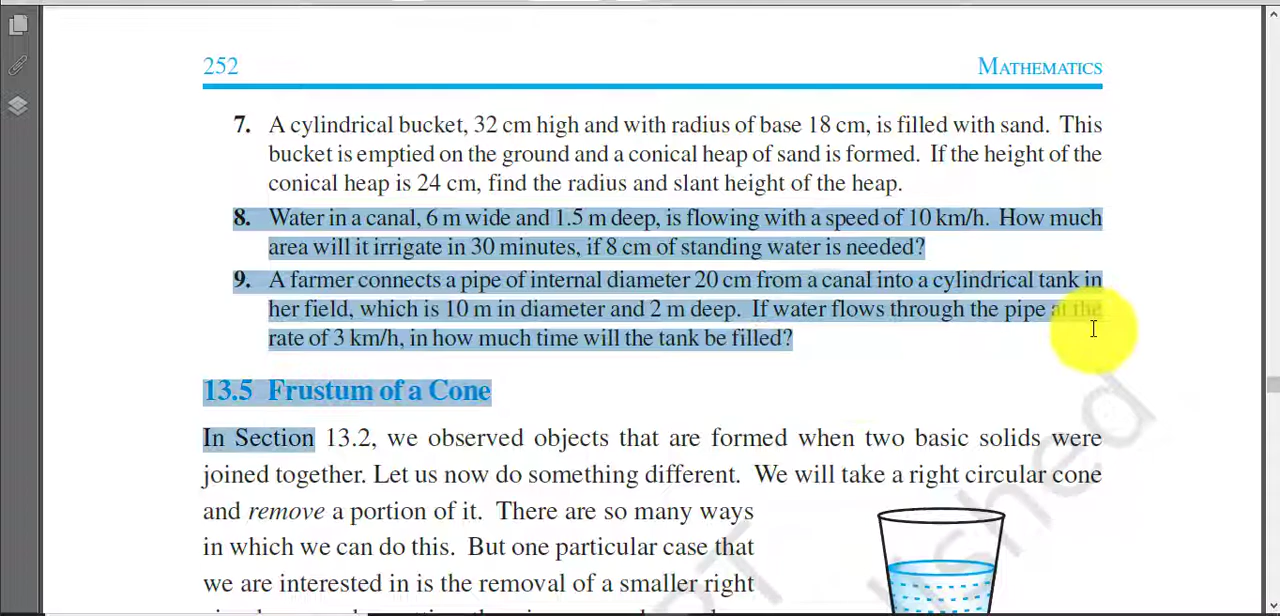 252 MATHEMATICS
7. A cylindrical bucket, 32 cm high and with radius of base 18 cm, is filled with sand. This
bucket is emptied on the ground and a conical heap of sand is formed. If the height of the
conical heap is 24 cm, find the radius and slant height of the heap.
8. Water in a canal, 6 m wide and 1.5 m deep, is flowing with a speed of 10 km/h. How much
area will it irrigate in 30 minutes, if 8 cm of standing water is needed?
9. A farmer connects a pipe of internal diameter 20 cm from a canal into a cylindrical tank in
her field, which is 10 m in diameter and 2 m deep. If water flows through the pipe at the
rate of 3 km/h, in how much time will the tank be filled?
13.5 Frustum of a Cone
In Section 13.2, we observed objects that are formed when two basic solids were
joined together. Let us now do something different. We will take a right circular cone
and remove a portion of it. There are so many ways
in which we can do this. But one particular case that
we are interested in is the removal of a smaller right